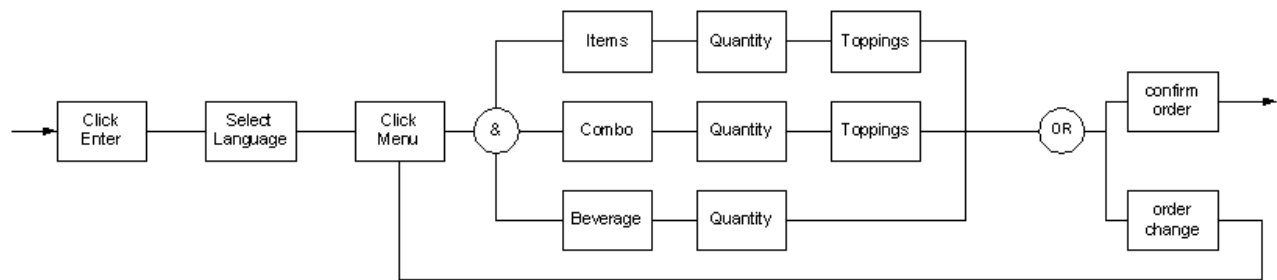 Items
Quantity
Toppings
Click
Enter
Select
Language
Click
Menu
&
Combo
Quantity
Toppings
OR
confirm
order
Beverage
Quantity
order
change